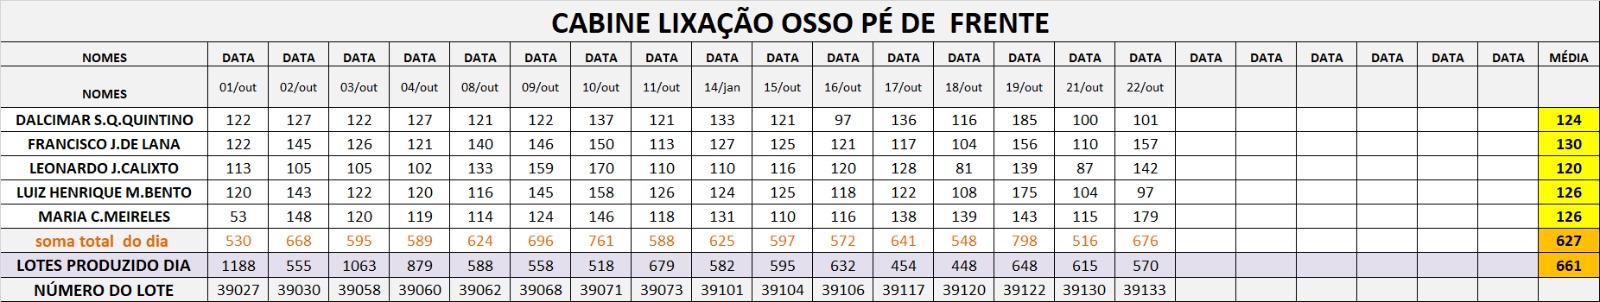 CABINE LIXAÇÃO OSSO PÉ DE FRENTE
NOMES DATA DATA DATA DATA DATA DATA DATA DATA DATA DATA DATA DATA DATA DATA DATA DATA DATA DATA DATA DATA DATA DATA MÉDIA
NOMES 01/out 02/out 03/out 04/out 08/out 09/out 10/out 11/out 14/jan 15/out 16/out 17/out 18/out 19/out 21/out 22/out
DALCIMAR S.Q.QUINTINO 122 127 122 127 121 122 137 121 133 121 97 136 116 185 100 101 124
FRANCISCO J.DE LANA 122 145 126 121 140 146 150 113 127 125 121 117 104 156 110 157 130
LEONARDO J.CALIXTO 113 105 105 102 133 159 170 110 110 116 120 128 81 139 87 142 120
LUIZ HENRIQUE M.BENTO 120 143 122 120 116 145 158 126 124 125 118 122 108 175 104 97 126
MARIA C.MEIRELES 53 148 120 119 114 124 146 118 131 110 116 138 139 143 115 179 126
soma total do dia 530 668 595 589 624 696 761 588 625 597 572 641 548 798 516 676 627
LOTES PRODUZIDO DIA 1188 555 1063 879 588 558 518 679 582 595 632 454 448 648 615 570 661
NÚMERO DO LOTE 39027 39030 39058 39060 39062 39068 39071 39073 39101 39104 39106 39117 39120 39122 39130 39133